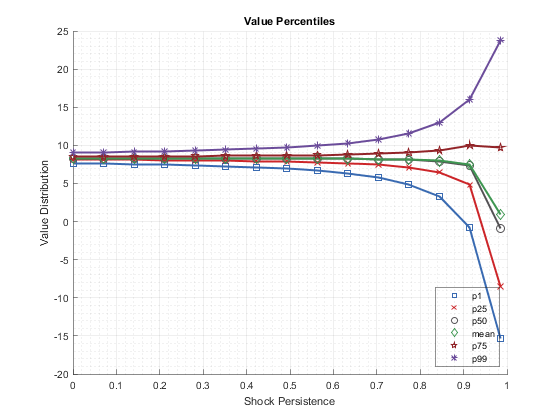 Value Percentiles
25
20
15
10
5
0
-5
-10
-15
-20
Value Distribution
0 0.1 0.2 0.3 0.4 0.5 0.6 0.7 0.8 0.9 1
Shock Persistence
p1
p25
p50
mean
p75
p99